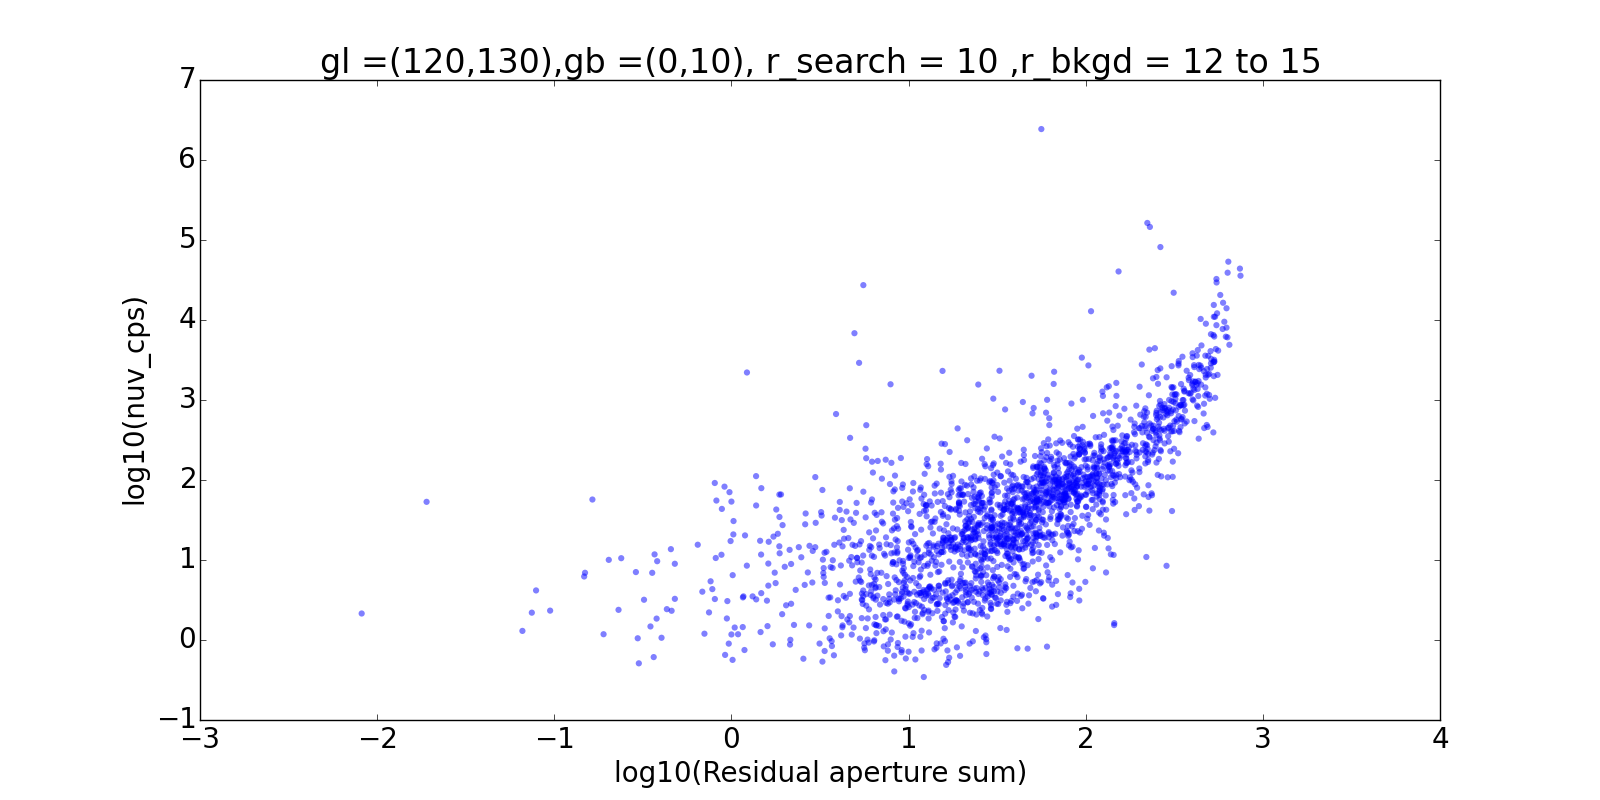 gl =(120,130),gb =(0,10), r_search = 10 ,r_bkgd = 12 to 15
7
6
5
4
3
2
1
0
−1
log10(nuv_cps)
−3 −2 −1 0 1 2 3 4
log10(Residual aperture sum)